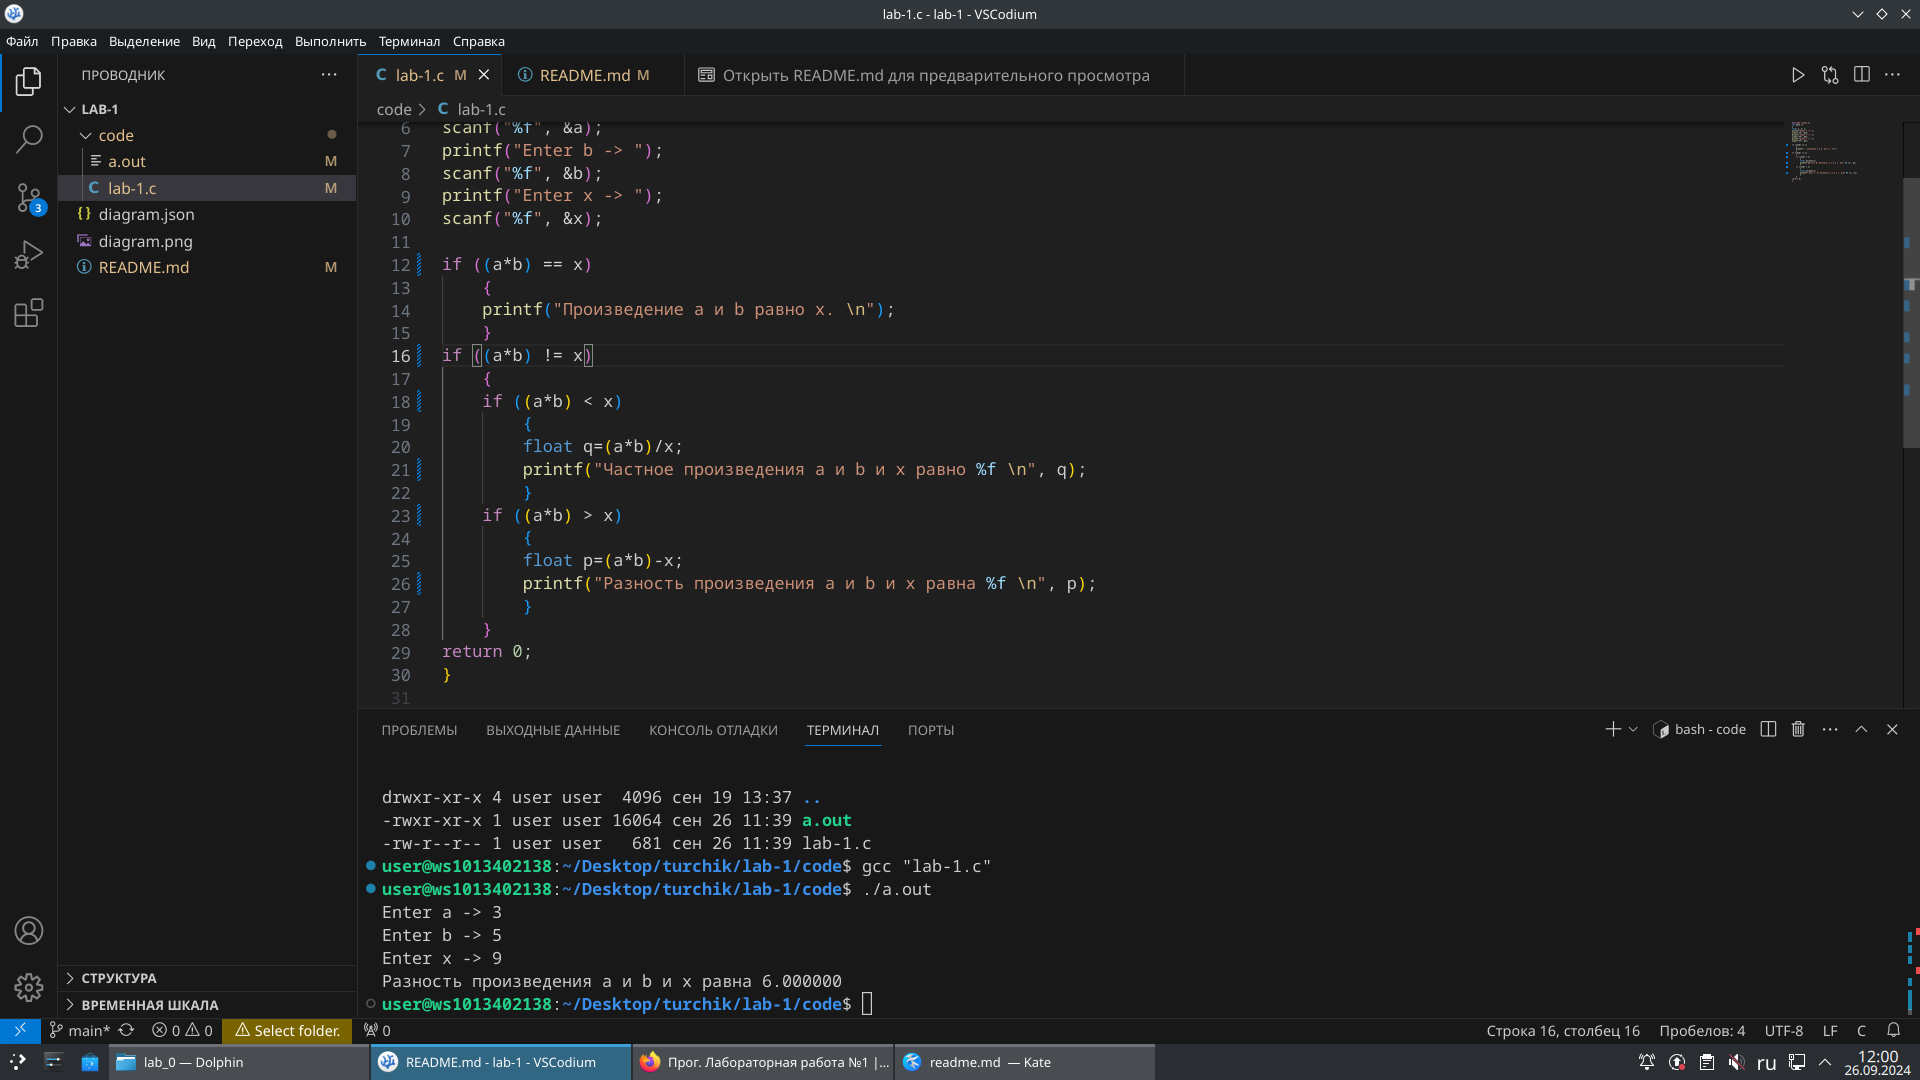 lab-1.c - lab-1 - VSCodium
Файл Правка Выделение Вид Переход Выполнить Терминал Справка
ПРОВОДНИК
LAB-1
code
a.out M
lab-1.c M
diagram.json
diagram.png
README.md M
3
СТРУКТУРА
ВРЕМЕННАЯ ШКАЛА
C lab-1.c M
README.md M
Открыть README.md для предварительного просмотра
code > C lab-1.c
6 scanf("%f", &a);
7 printf("Enter b -> ");
8 scanf("%f", &b);
9 printf("Enter x -> ");
10 scanf("%f", &x);
11
12 if ((a*b) == x)
13 {
14 printf("Произведение a и b равно x. \n");
15 }
16 if ((a*b) != x)
17 {
18 if ((a*b) < x)
19 {
20 float q=(a*b)/x;
21 printf("Частное произведения a и b и x равно %f \n", q);
22 }
23 if ((a*b) > x)
24 {
25 float p=(a*b)-x;
26 printf("Разность произведения a и b и x равна %f \n", p);
27 }
28 }
29 return 0;
30 }
31
ПРОБЛЕМЫ ВЫХОДНЫЕ ДАННЫЕ КОНСОЛЬ ОТЛАДКИ ТЕРМИНАЛ ПОРТЫ
bash - code
drwxr-xr-x 4 user user  4096 сен 19 13:37 ..
-rwxr-xr-x 1 user user 16064 сен 26 11:39 a.out
-rw-r--r-- 1 user user   681 сен 26 11:39 lab-1.c
user@ws1013402138:~/Desktop/turchik/lab-1/code$ gcc "lab-1.c"
user@ws1013402138:~/Desktop/turchik/lab-1/code$ ./a.out
Enter a -> 3
Enter b -> 5
Enter x -> 9
Разность произведения a и b и x равна 6.000000
user@ws1013402138:~/Desktop/turchik/lab-1/code$
main* 0 0 Select folder. 0
Строка 16, столбец 16 Пробелов: 4 UTF-8 LF C
lab_0 — Dolphin
README.md - lab-1 - VSCodium
Прог. Лабораторная работа №1 |...
readme.md — Kate
ru
12:00
26.09.2024